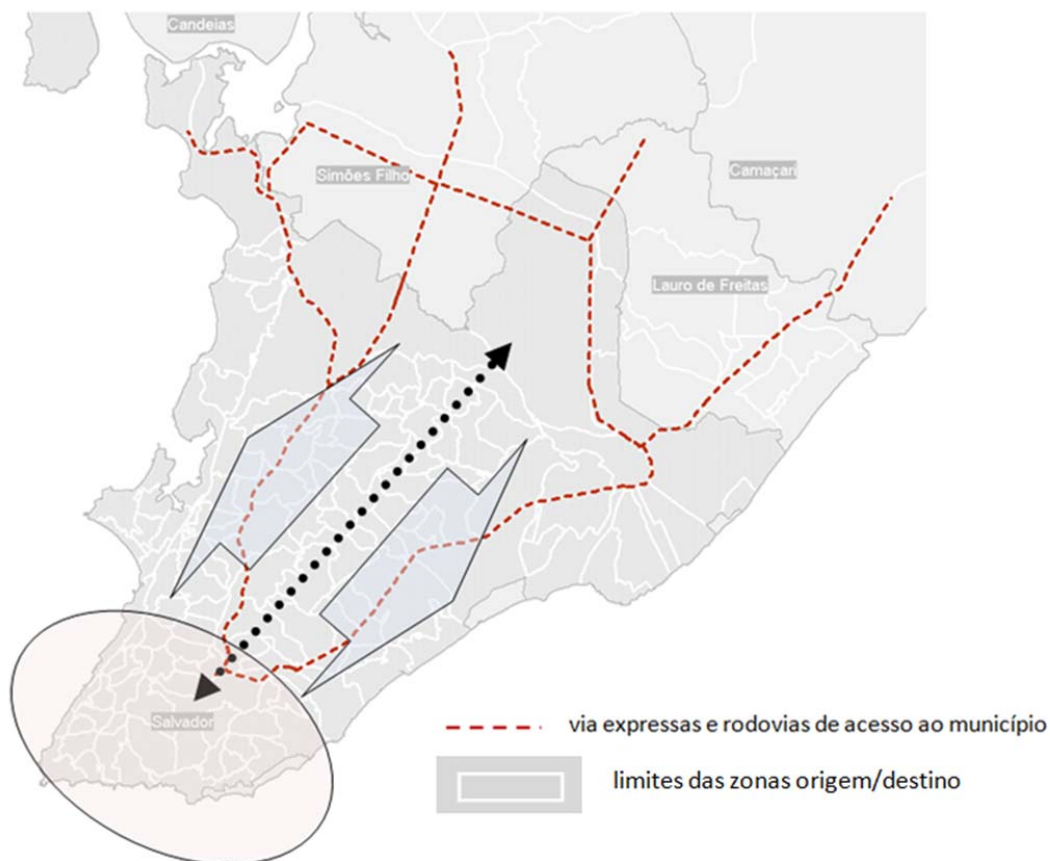 Candeias
Simões Filho
Camaçari
Lauro de Freitas
Salvador
via expressas e rodovias de acesso ao município
limites das zonas origem/destino